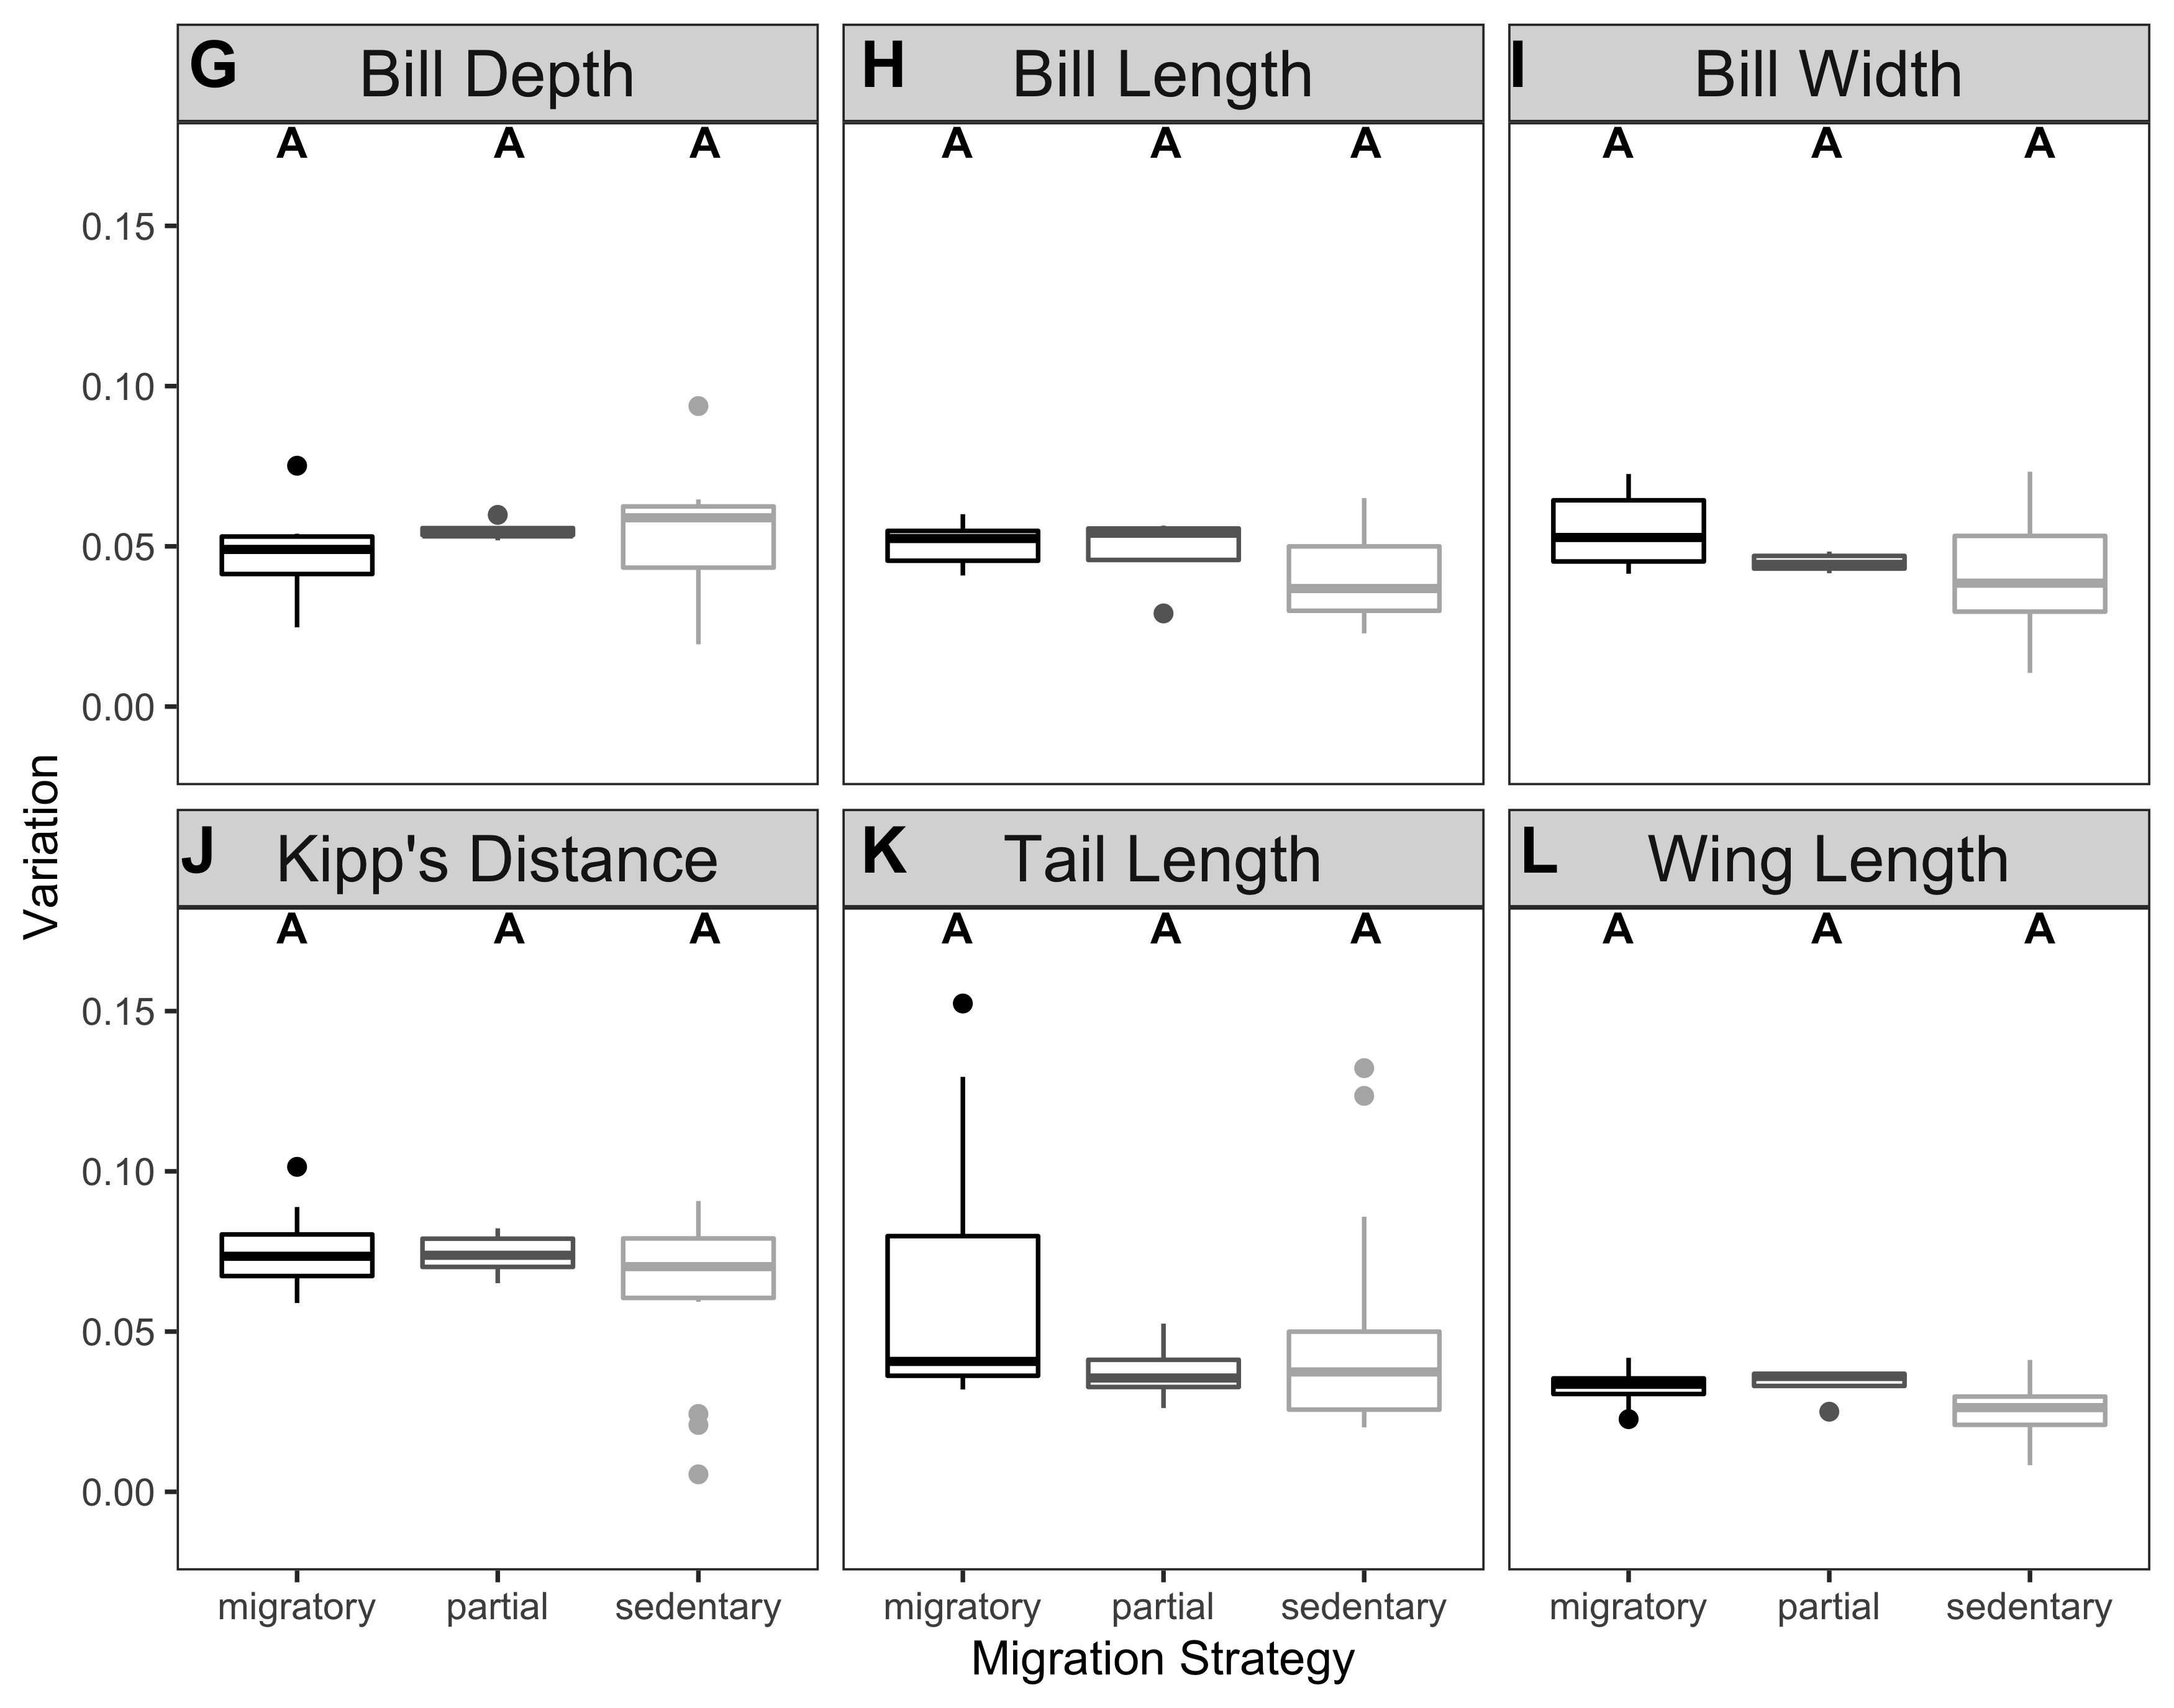 G Bill Depth
H Bill Length
I Bill Width
A A A
A A A
A A A
0.15
0.10
0.05
0.00
Variation
J Kipp's Distance
K Tail Length
L Wing Length
A A A
A A A
A A A
0.15
0.10
0.05
0.00
migratory partial sedentary
migratory partial sedentary
migratory partial sedentary
Migration Strategy